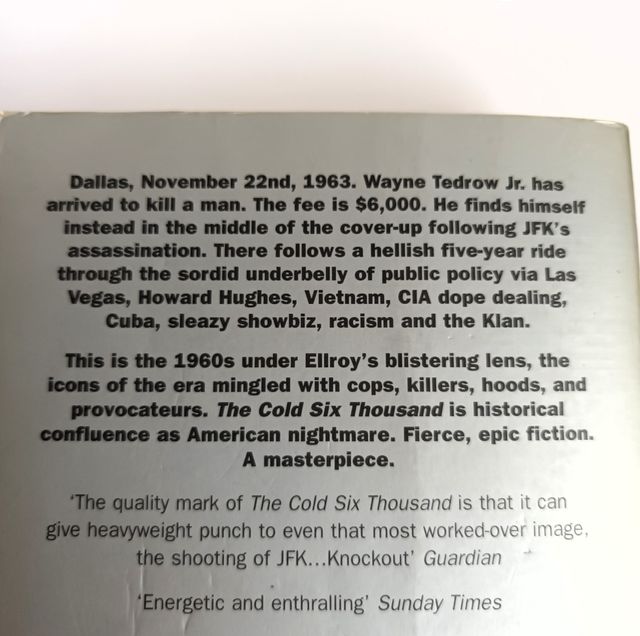 Dallas, November 22nd, 1963. Wayne Tedrow Jr. has
arrived to kill a man. The fee is $6,000. He finds himself
instead in the middle of the cover-up following JFK's
assassination. There follows a hellish five-year ride
through the sordid underbelly of public policy via Las
Vegas, Howard Hughes, Vietnam, CIA dope dealing,
Cuba, sleazy showbiz, racism and the Klan.
This is the 1960s under Ellroy's blistering lens, the
icons of the era mingled with cops, killers, hoods, and
provocateurs. The Cold Six Thousand is historical
confluence as American nightmare. Fierce, epic fiction.
A masterpiece.
'The quality mark of The Cold Six Thousand is that it can
give heavyweight punch to even that most worked-over image,
the shooting of JFK...Knockout' Guardian
'Energetic and enthralling' Sunday Times